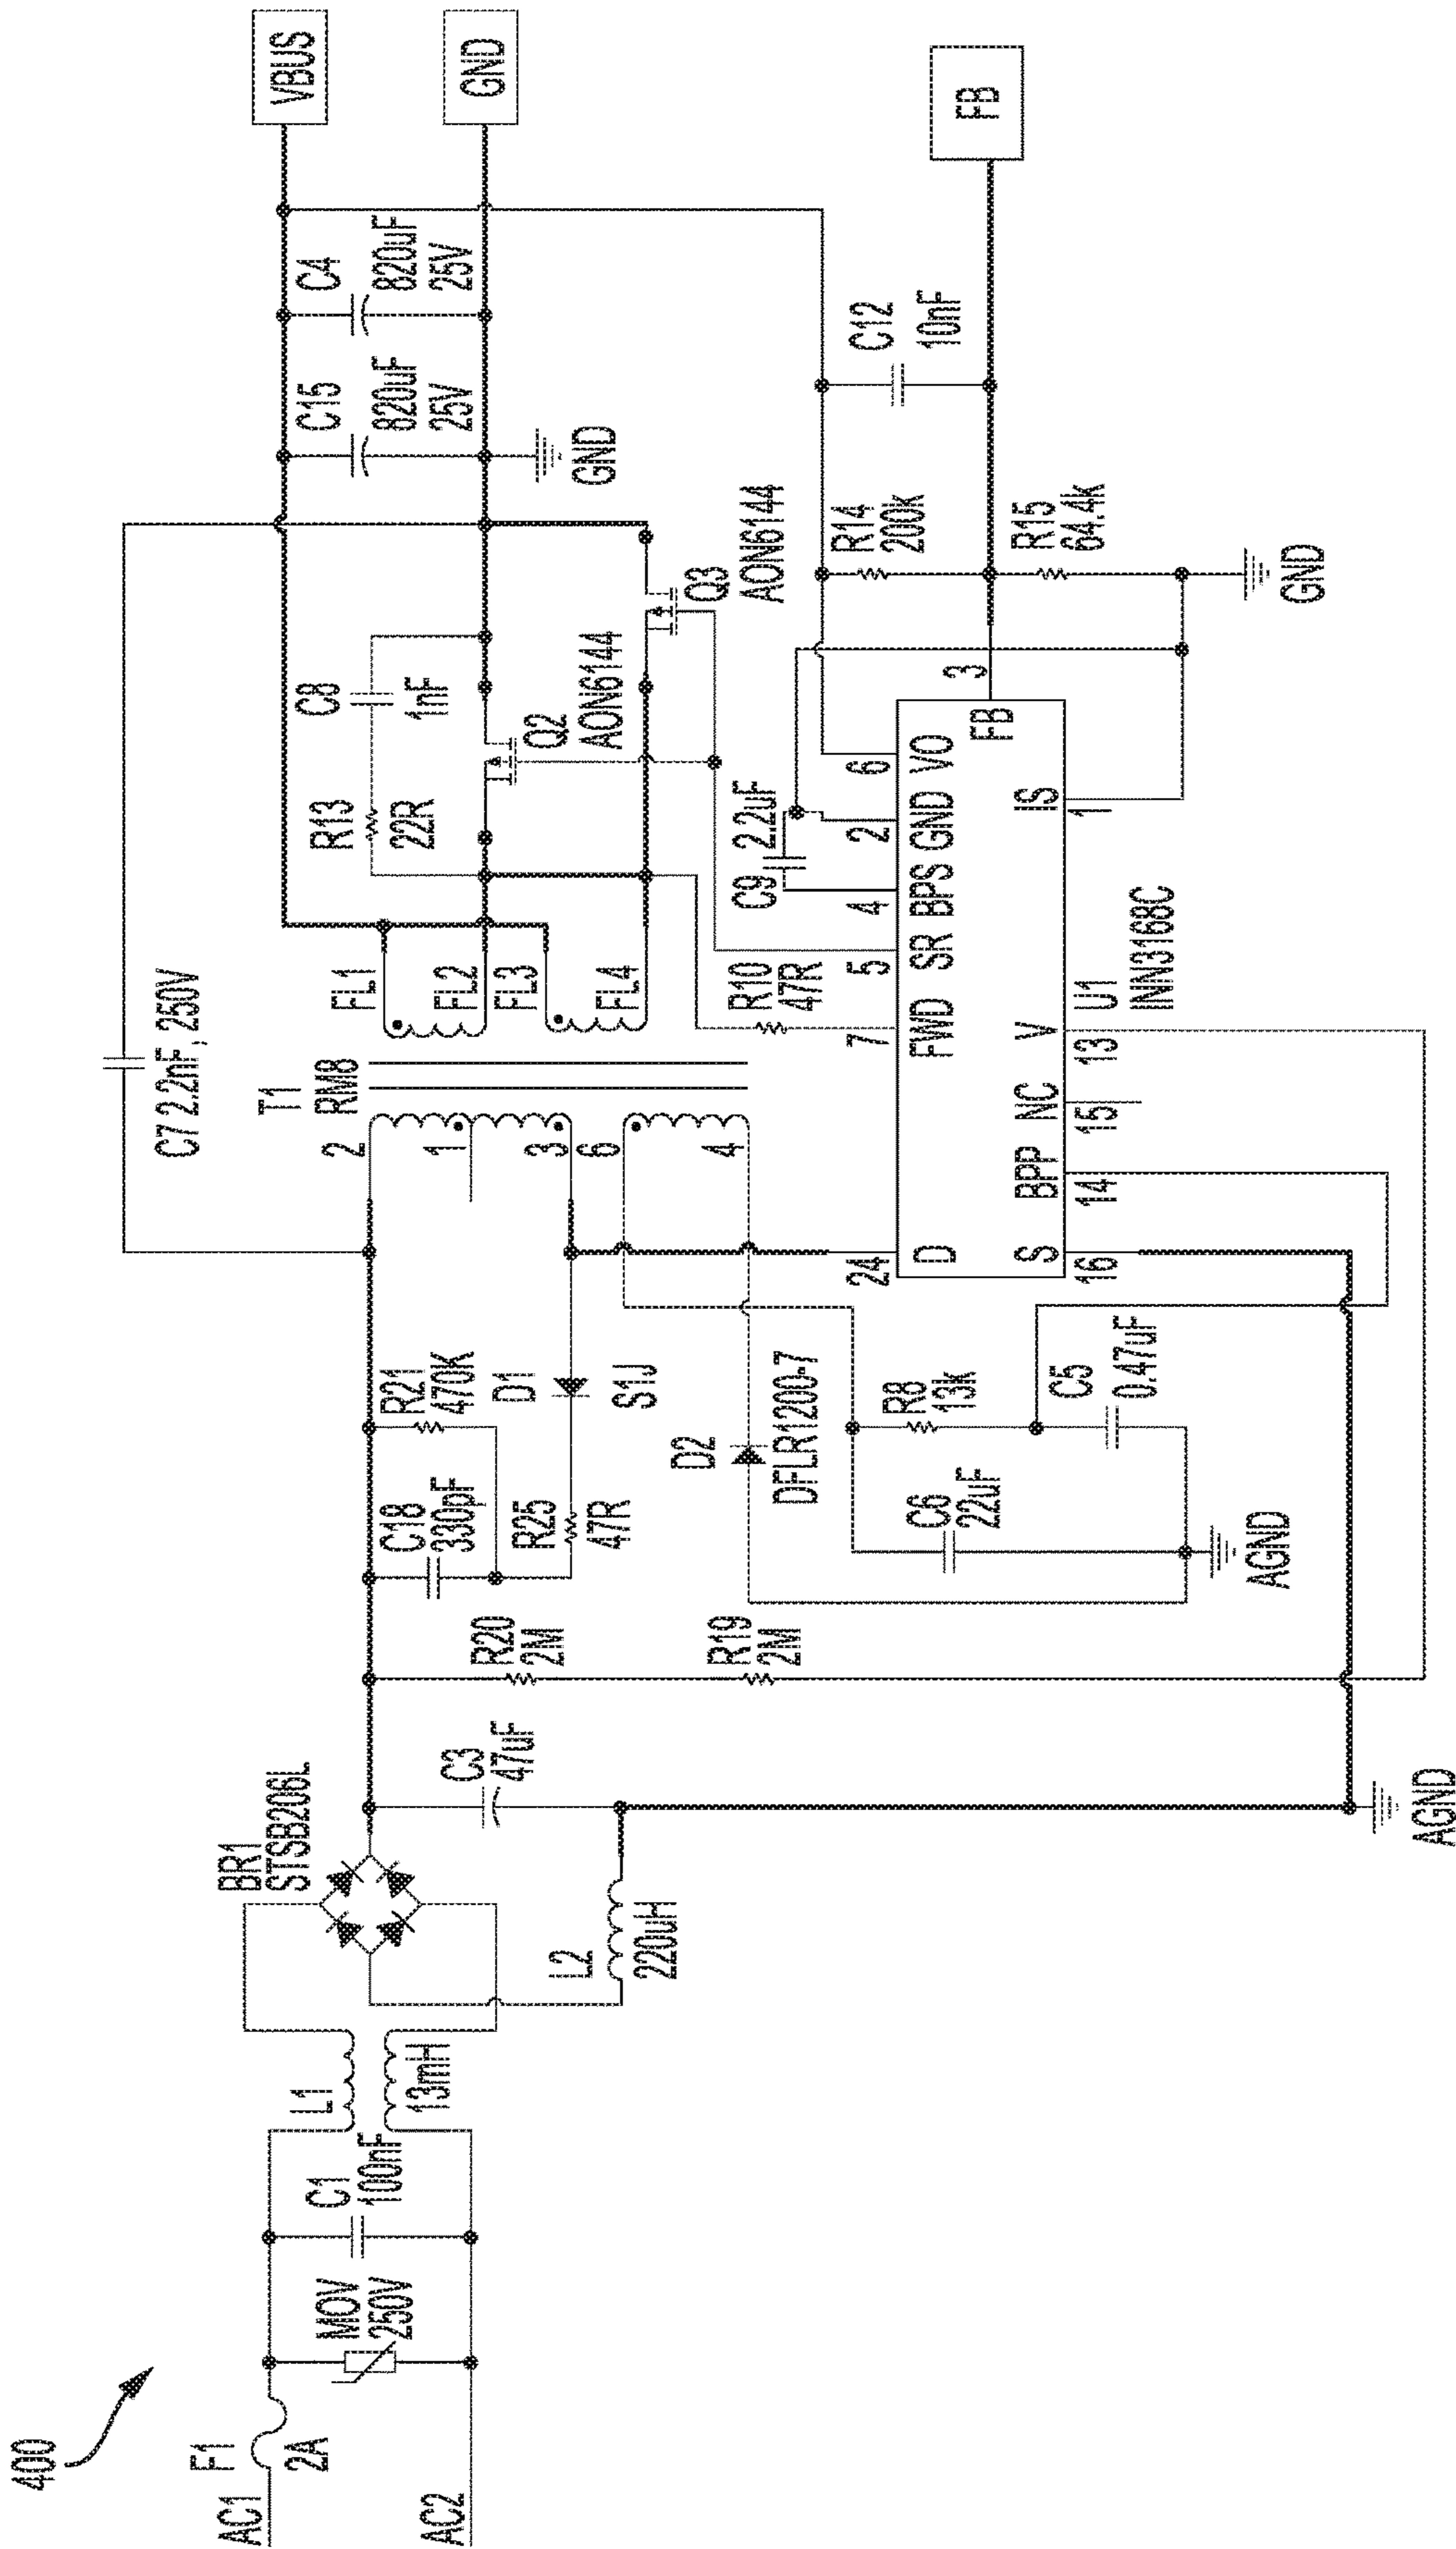 400
AC1
F1
2A
AC2
MOV
250V
C1
100nF
L1
13mH
BR1
STSB206L
L2
220uH
C3
47uF
AGND
R20
2M
R19
2M
C18
330pF
R21
470K
R25
47R
D1
S1J
D2
DFLR1200-7
C6
22uF
R8
13k
C5
0.47uF
AGND
C7 2.2nF, 250V
T1
RM8
2
1
3
6
4
FL1
FL2
FL3
FL4
R13
22R
C8
1nF
Q2
AON6144
Q3
AON6144
C15
820uF
25V
C4
820uF
25V
GND
VBUS
GND
R10
47R
C9
2.2uF
24
7
5
4
2
6
D
FWD
SR
BPS
GND
VO
FB
3
S
BPP
NC
V
IS
16
14
15
13
1
U1
INN3168C
R14
200k
R15
64.4k
C12
10nF
GND
FB